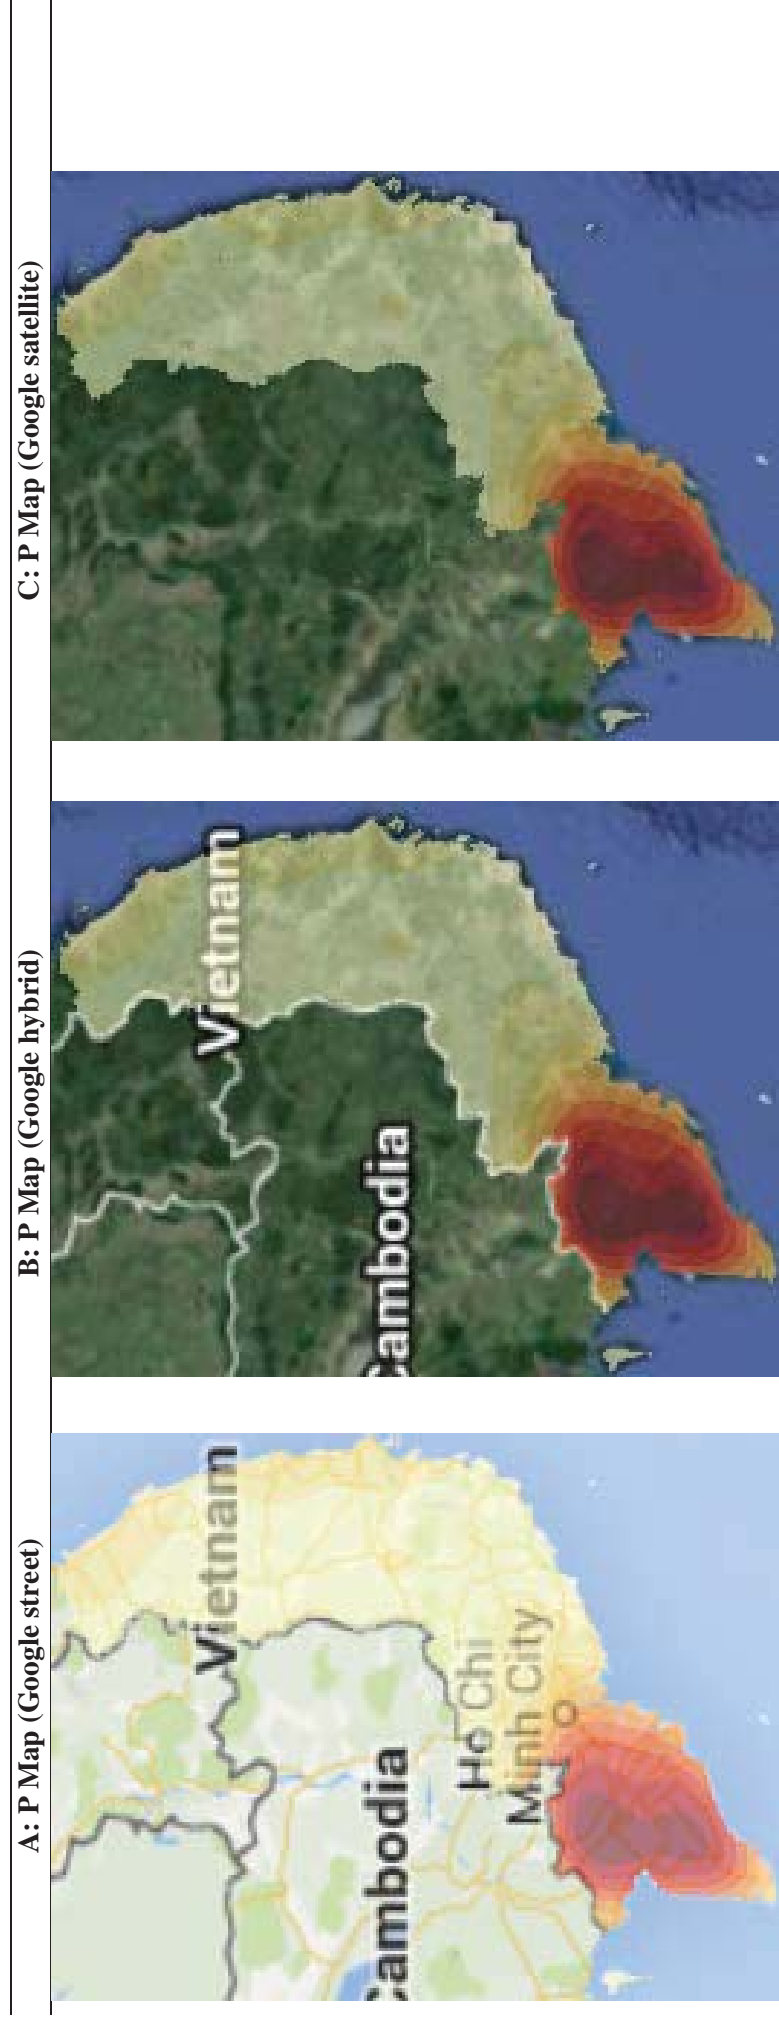 A: P Map (Google street)
B: P Map (Google hybrid)
C: P Map (Google satellite)
Vietnam
Ho Chi
Minh City
Cambodia
Vietnam
Cambodia